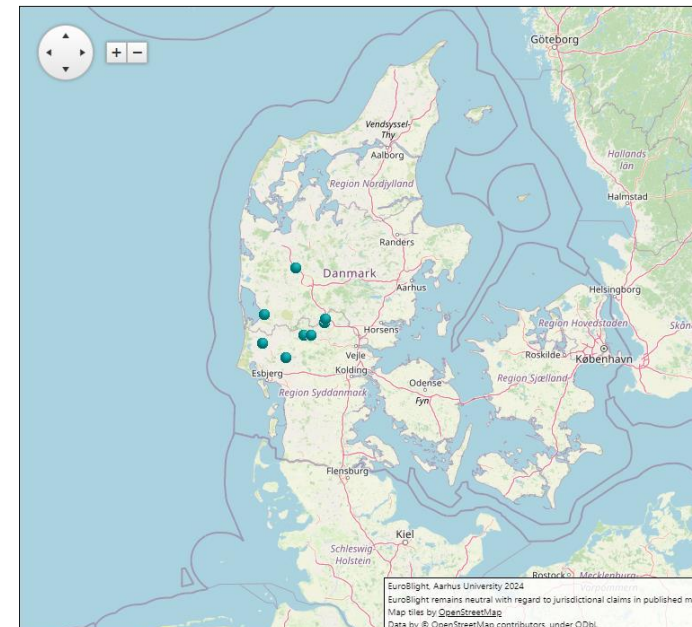 Göteborg
Vendsyssel-
Thy
Aalborg
Hallands
län
Region Nordjylland
Halmstad
Randers
Danmark
Aarhus
Helsingborg
Horsens
Region Hovedstaden
Skån
Vejle
Roskilde
København
Esbjerg
Kolding
Odense
Region Sjælland
Fyn
Region Syddanmark
Flensburg
Kiel
Schleswig-
Holstein
Rostock
Mecklenburg-
Vorpommern
EuroBlight, Aarhus University 2024
EuroBlight remains neutral with regard to jurisdictional claims in published m
Map tiles by OpenStreetMap
Data by © OpenStreetMap contributors, under ODbL